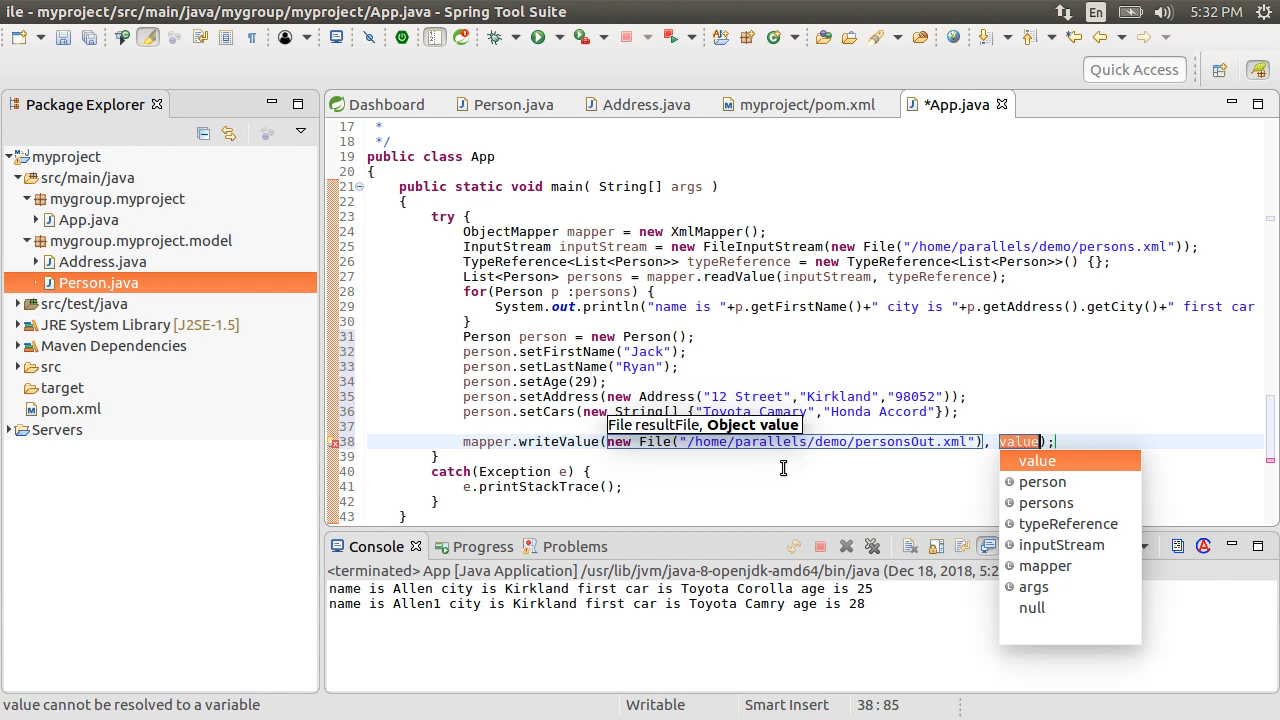 ile - myproject/src/main/java/mygroup/myproject/App.java - Spring Tool Suite
En
5:32 PM
Quick Access
Package Explorer
Dashboard
Person.java
Address.java
myproject/pom.xml
*App.java
myproject
src/main/java
mygroup.myproject
App.java
mygroup.myproject.model
Address.java
Person.java
src/test/java
JRE System Library [J2SE-1.5]
Maven Dependencies
src
target
pom.xml
Servers
17 *
18 */
19 public class App
20 {
21 public static void main( String[] args )
22 {
23 try {
24 ObjectMapper mapper = new XmlMapper();
25 InputStream inputStream = new FileInputStream(new File("/home/parallels/demo/persons.xml"));
26 TypeReference<List<Person>> typeReference = new TypeReference<List<Person>>() {};
27 List<Person> persons = mapper.readValue(inputStream, typeReference);
28 for(Person p :persons) {
29 System.out.println("name is "+p.getFirstName()+" city is "+p.getAddress().getCity()+" first car
30 }
31 Person person = new Person();
32 person.setFirstName("Jack");
33 person.setLastName("Ryan");
34 person.setAge(29);
35 person.setAddress(new Address("12 Street","Kirkland","98052"));
36 person.setCars(new String[] {"Toyota Camary","Honda Accord"});
File resultFile, Object value
38 mapper.writeValue(new File("/home/parallels/demo/personsOut.xml"), value);
39 }
40 catch(Exception e) {
41 e.printStackTrace();
42 }
43 }
value
person
persons
typeReference
inputStream
mapper
args
null
Console
Progress
Problems
<terminated> App [Java Application] /usr/lib/jvm/java-8-openjdk-amd64/bin/java (Dec 18, 2018, 5:2
name is Allen city is Kirkland first car is Toyota Corolla age is 25
name is Allen1 city is Kirkland first car is Toyota Camry age is 28
value cannot be resolved to a variable
Writable
Smart Insert
38 : 85